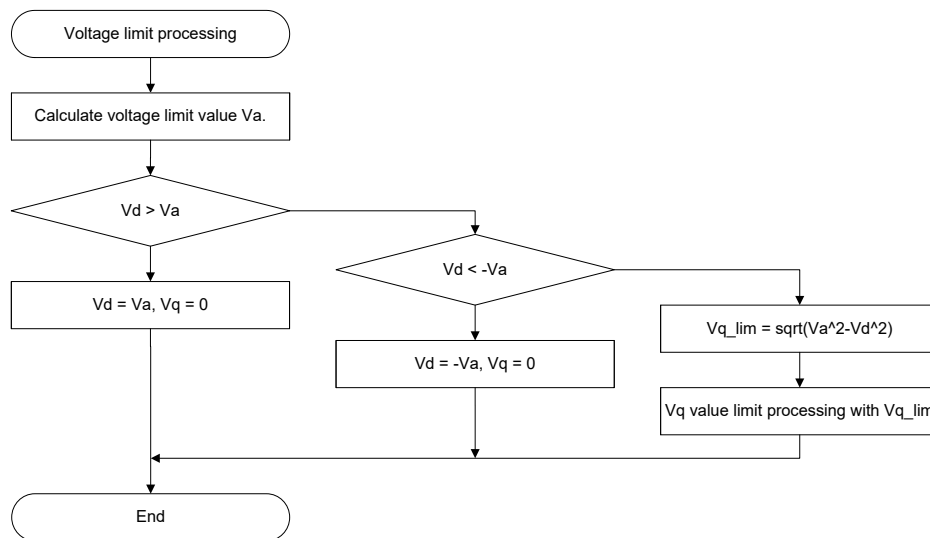 Voltage limit processing
Calculate voltage limit value Va.
Vd > Va
Vd < -Va
Vd = Va, Vq = 0
Vq_lim = sqrt(Va^2-Vd^2)
Vd = -Va, Vq = 0
Vq value limit processing with Vq_lim
End